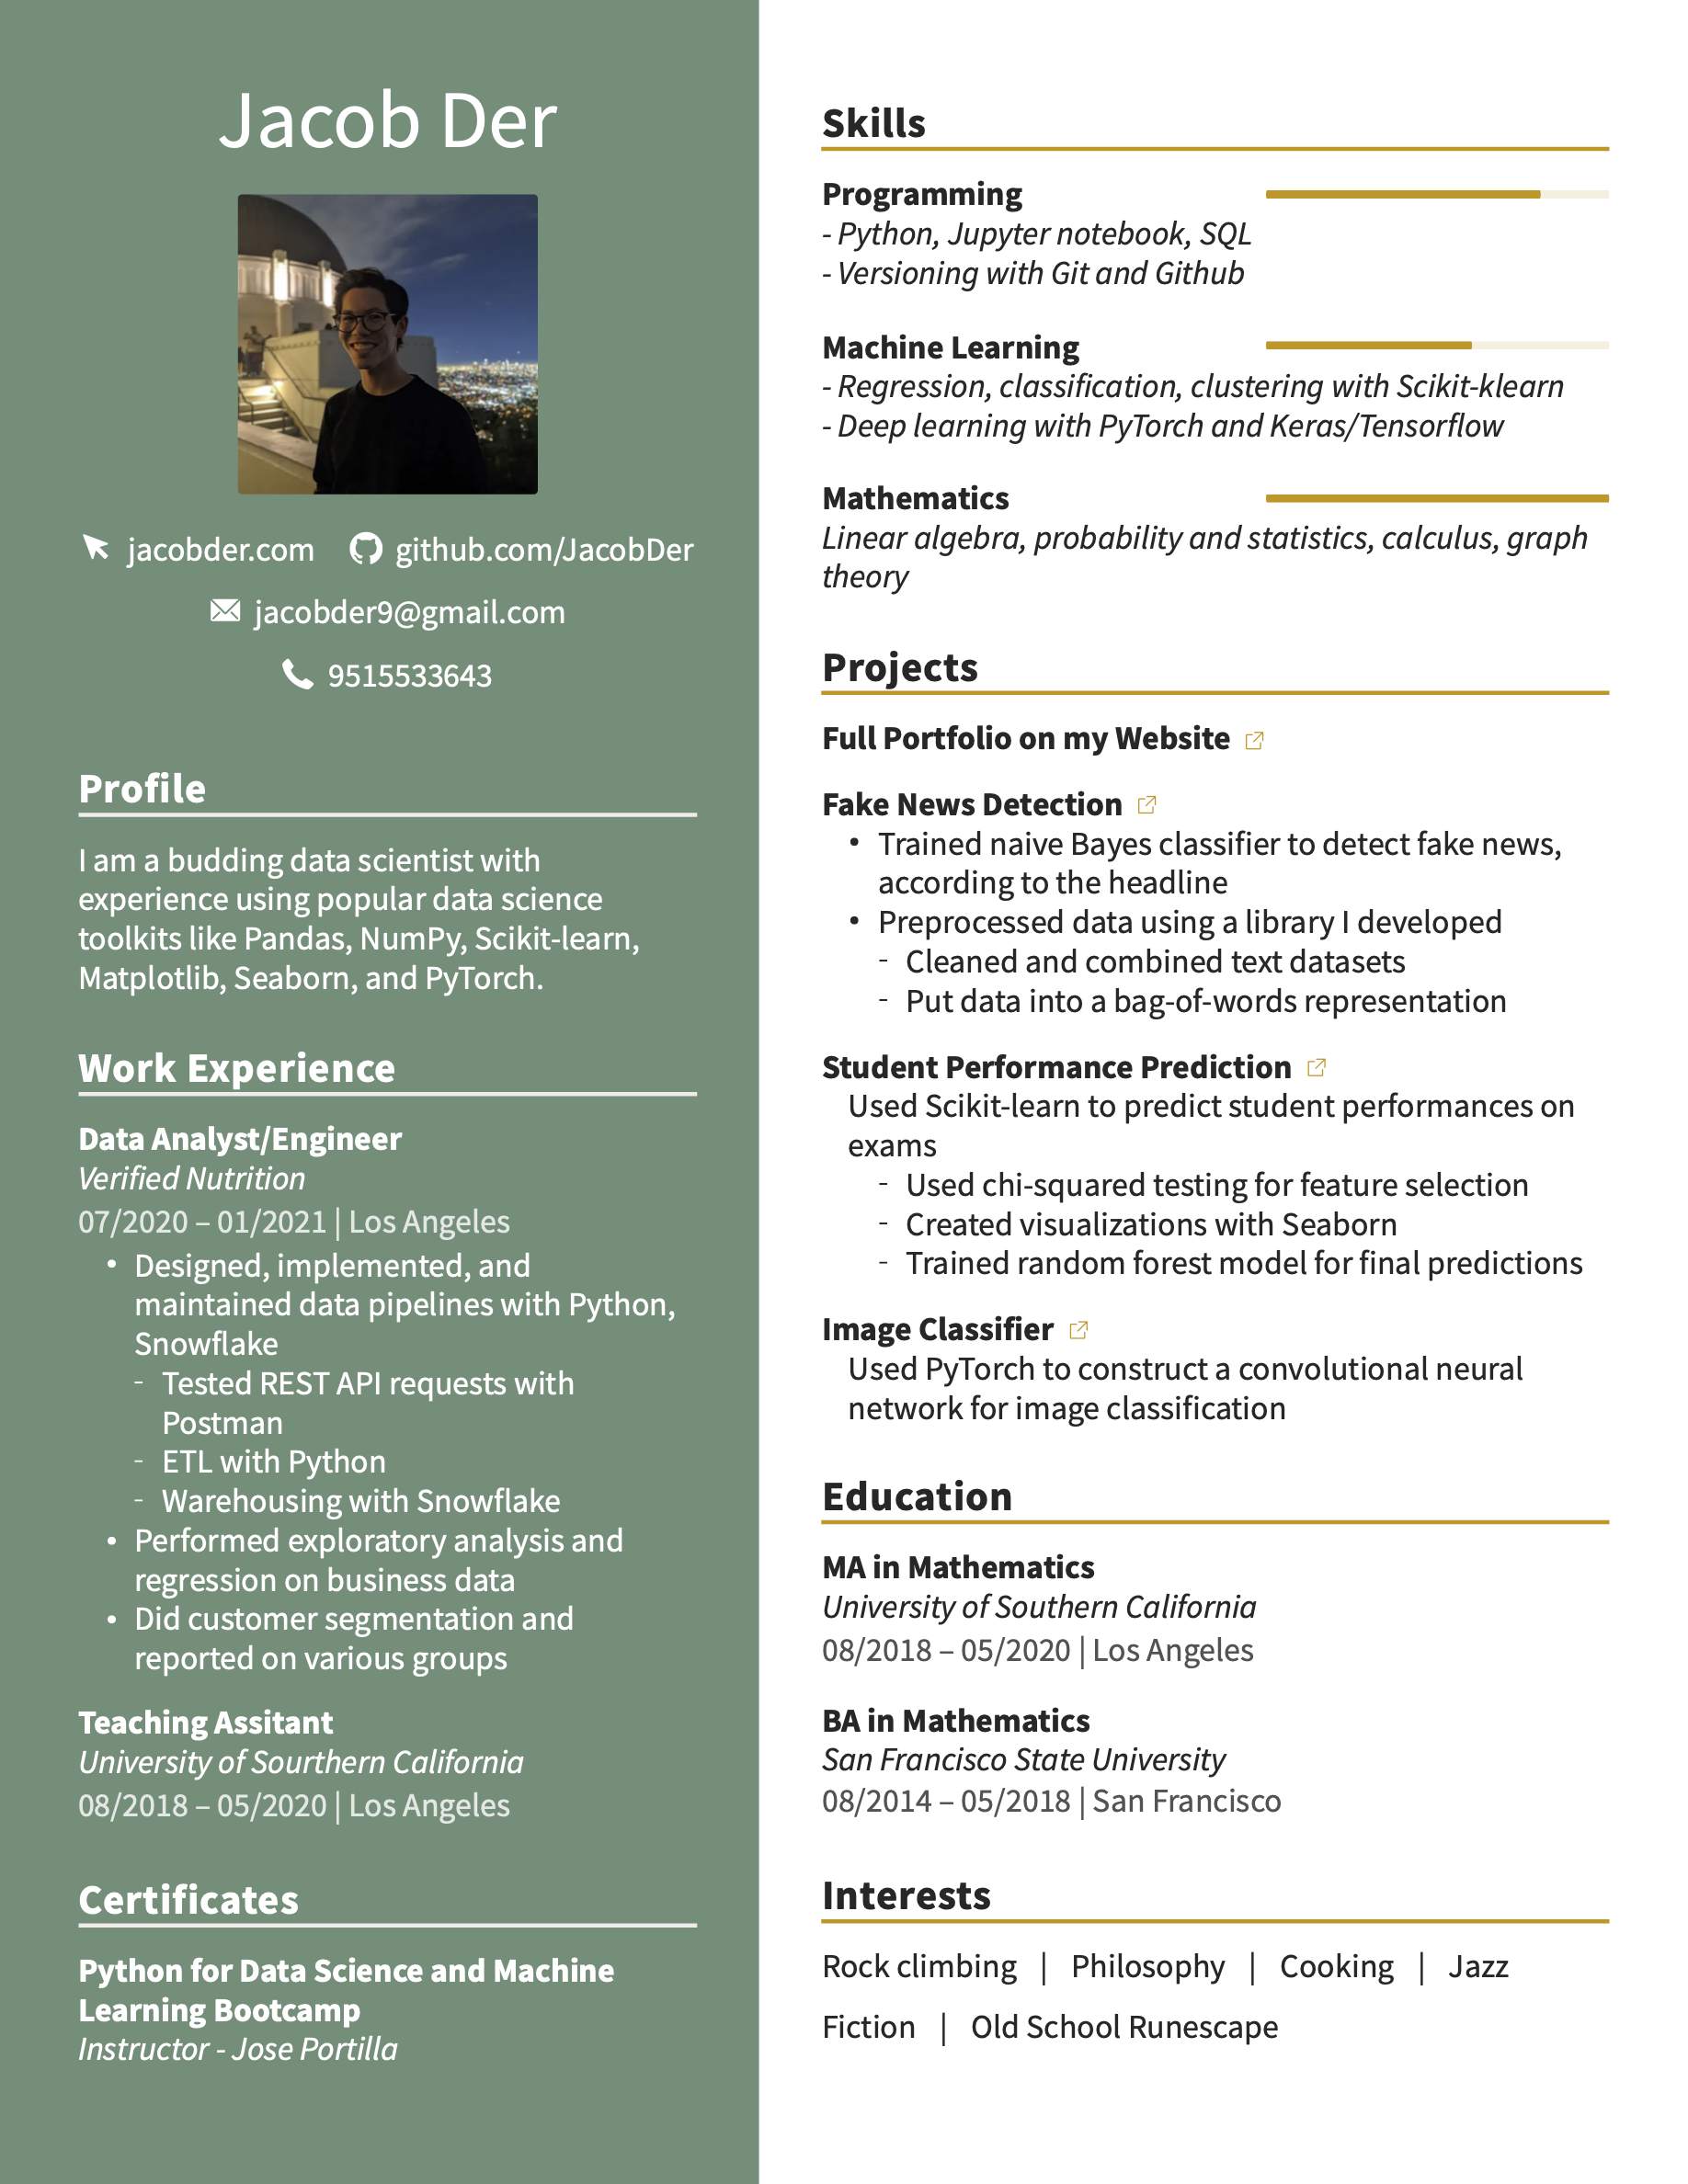 Jacob Der
jacobder.com github.com/JacobDer
jacobder9@gmail.com
9515533643
Profile
I am a budding data scientist with
experience using popular data science
toolkits like Pandas, NumPy, Scikit-learn,
Matplotlib, Seaborn, and PyTorch.
Work Experience
Data Analyst/Engineer
Verified Nutrition
07/2020 – 01/2021 | Los Angeles
• Designed, implemented, and
maintained data pipelines with Python,
Snowflake
- Tested REST API requests with
Postman
- ETL with Python
- Warehousing with Snowflake
• Performed exploratory analysis and
regression on business data
• Did customer segmentation and
reported on various groups
Teaching Assitant
University of Sourthern California
08/2018 – 05/2020 | Los Angeles
Certificates
Python for Data Science and Machine
Learning Bootcamp
Instructor - Jose Portilla
Skills
Programming
- Python, Jupyter notebook, SQL
- Versioning with Git and Github
Machine Learning
- Regression, classification, clustering with Scikit-klearn
- Deep learning with PyTorch and Keras/Tensorflow
Mathematics
Linear algebra, probability and statistics, calculus, graph
theory
Projects
Full Portfolio on my Website
Fake News Detection
• Trained naive Bayes classifier to detect fake news,
according to the headline
• Preprocessed data using a library I developed
- Cleaned and combined text datasets
- Put data into a bag-of-words representation
Student Performance Prediction
Used Scikit-learn to predict student performances on
exams
- Used chi-squared testing for feature selection
- Created visualizations with Seaborn
- Trained random forest model for final predictions
Image Classifier
Used PyTorch to construct a convolutional neural
network for image classification
Education
MA in Mathematics
University of Southern California
08/2018 – 05/2020 | Los Angeles
BA in Mathematics
San Francisco State University
08/2014 – 05/2018 | San Francisco
Interests
Rock climbing | Philosophy | Cooking | Jazz
Fiction | Old School Runescape